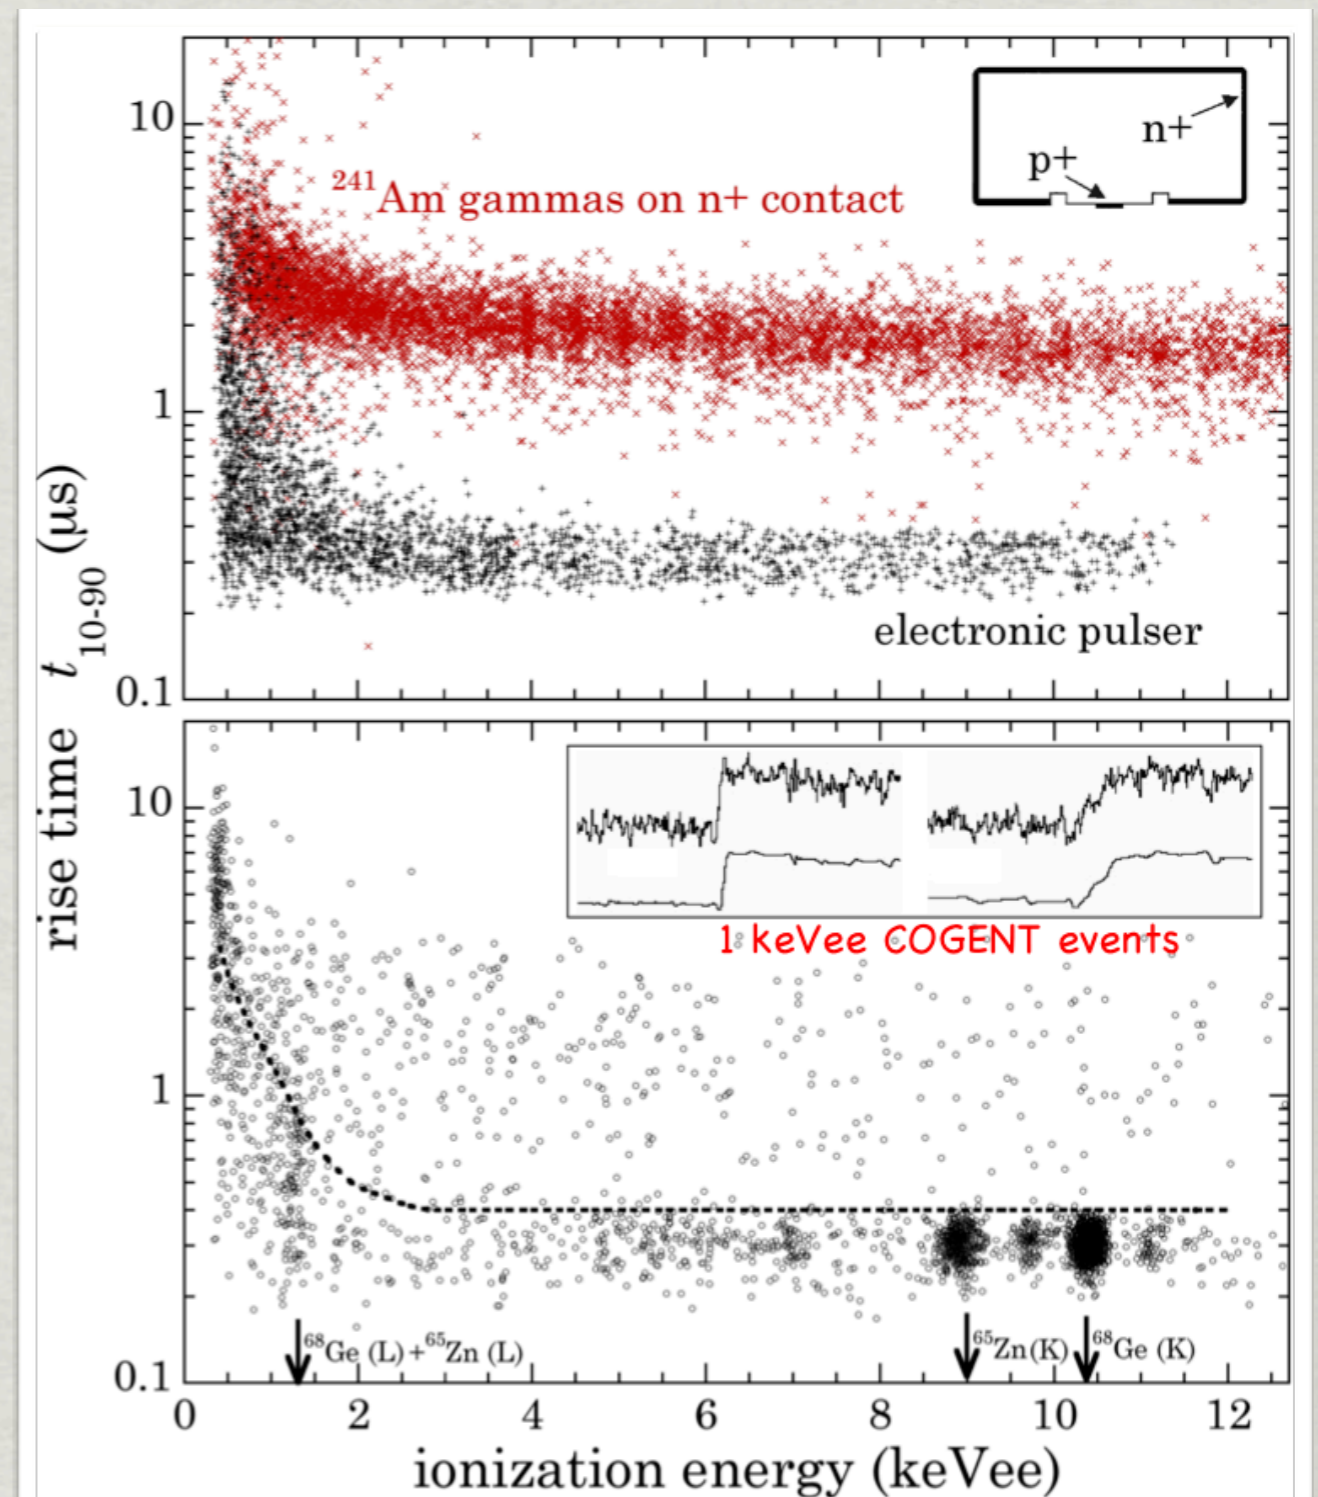 10
1
0.1
²⁴¹Am gammas on n+ contact
n+
p+
electronic pulser
rise time t₁₀₋₉₀ (μs)
10
1
0.1
1 keVee COGENT events
⁶⁸Ge (L)+⁶⁵Zn (L)
⁶⁵Zn(K)
⁶⁸Ge (K)
0 2 4 6 8 10 12
ionization energy (keVee)